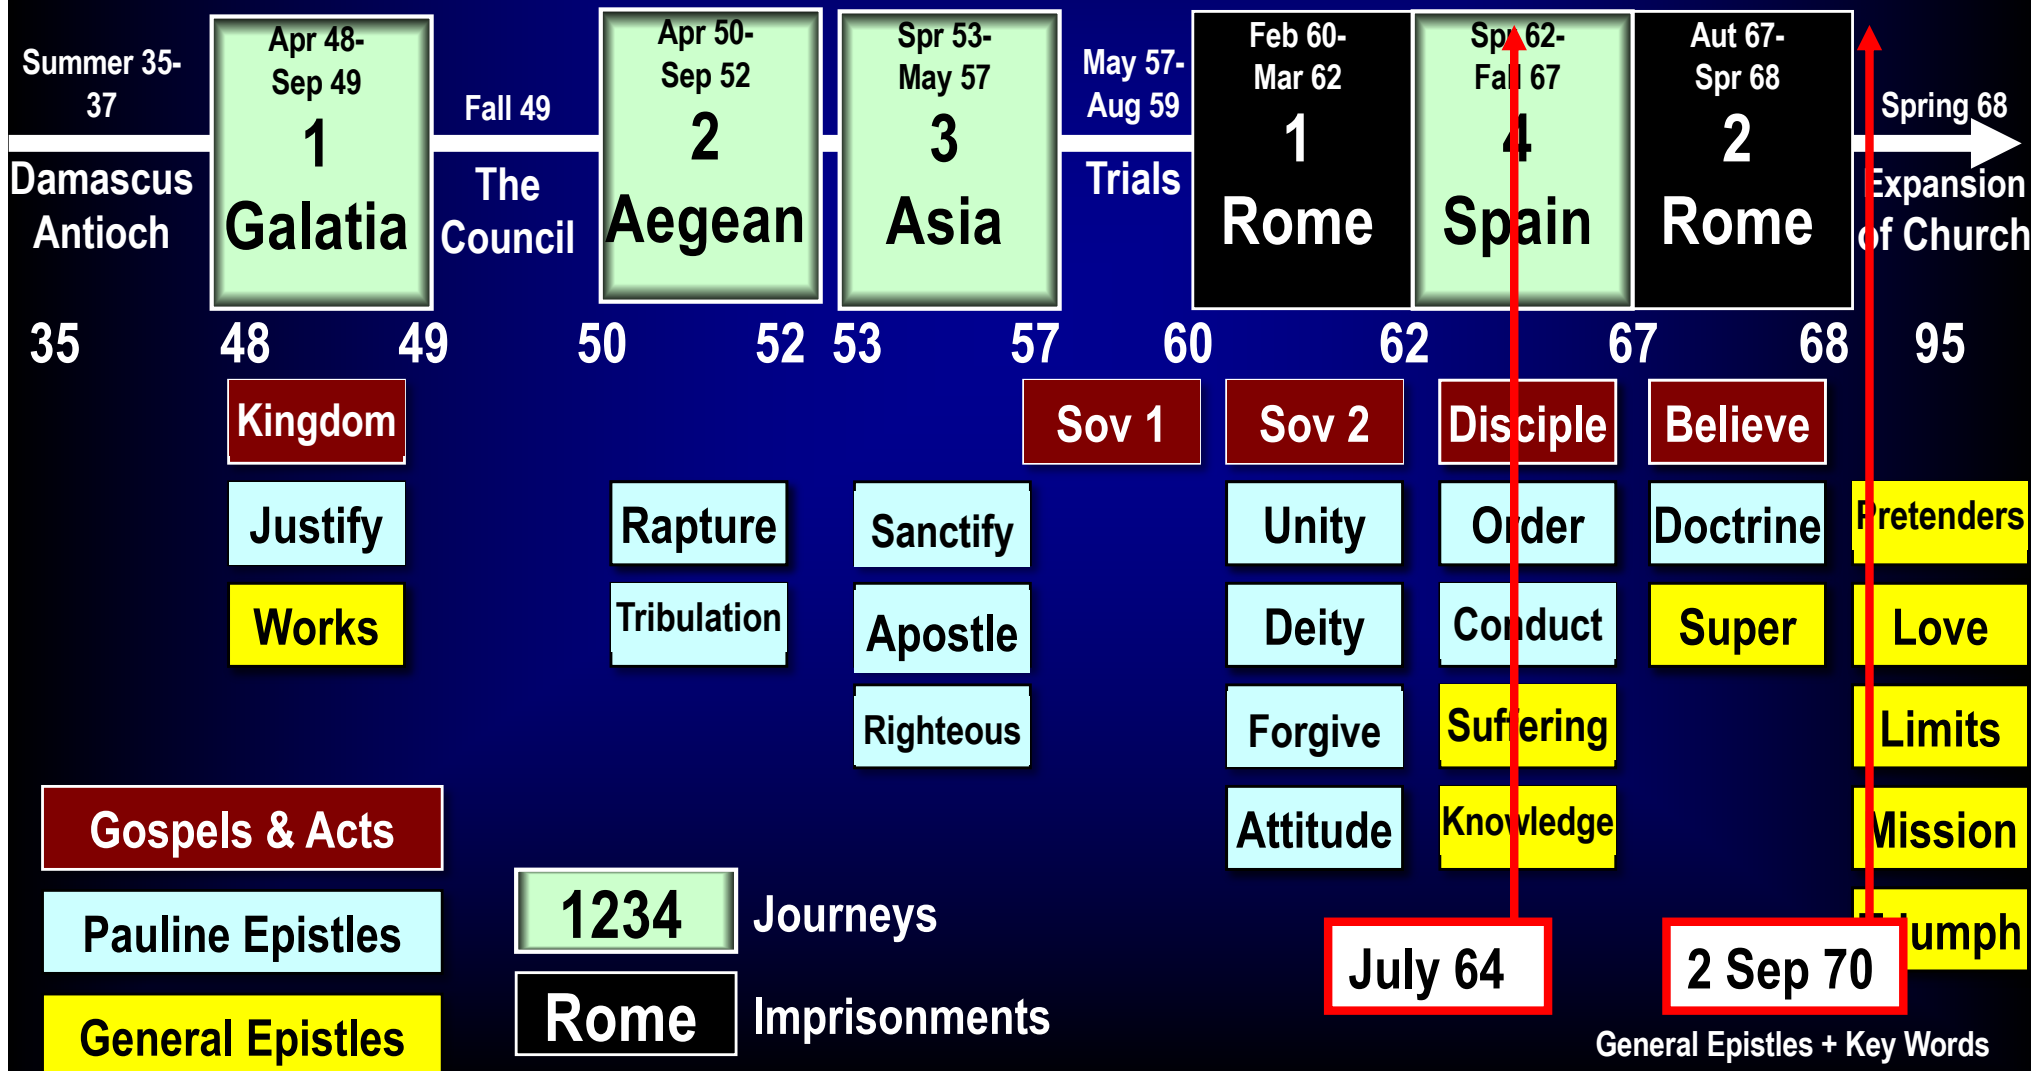 Summer 35-
37
Damascus
Antioch
Apr 48-
Sep 49
1
Galatia
Fall 49
The
Council
Apr 50-
Sep 52
2
Aegean
Spr 53-
May 57
3
Asia
May 57-
Aug 59
Trials
Feb 60-
Mar 62
1
Rome
Spr 62-
Fall 67
4
Spain
Aut 67-
Spr 68
2
Rome
Spring 68
Expansion
of Church
35 48 49 50 52 53 57 60 62 67 68 95
Kingdom Sov 1 Sov 2 Disciple Believe
Justify Rapture Sanctify Unity Order Doctrine Pretenders
Works Tribulation Apostle Deity Conduct Super Love
Righteous Forgive Suffering Limits
Attitude Knowledge Mission
Triumph
Gospels & Acts
Pauline Epistles
General Epistles
1234 Journeys
Rome Imprisonments
July 64
2 Sep 70
General Epistles + Key Words